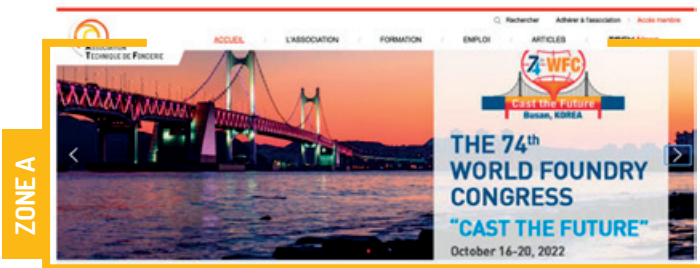 Rechercher Adhérer à l'association Accès membre
ACCUEIL L'ASSOCIATION FORMATION EMPLOI ARTICLES
ASSOCIATION
TECHNIQUE DE FONDERIE
74th WFC
Cast the Future
Busan, KOREA
THE 74th
WORLD FOUNDRY
CONGRESS
"CAST THE FUTURE"
October 16-20, 2022
ZONE A